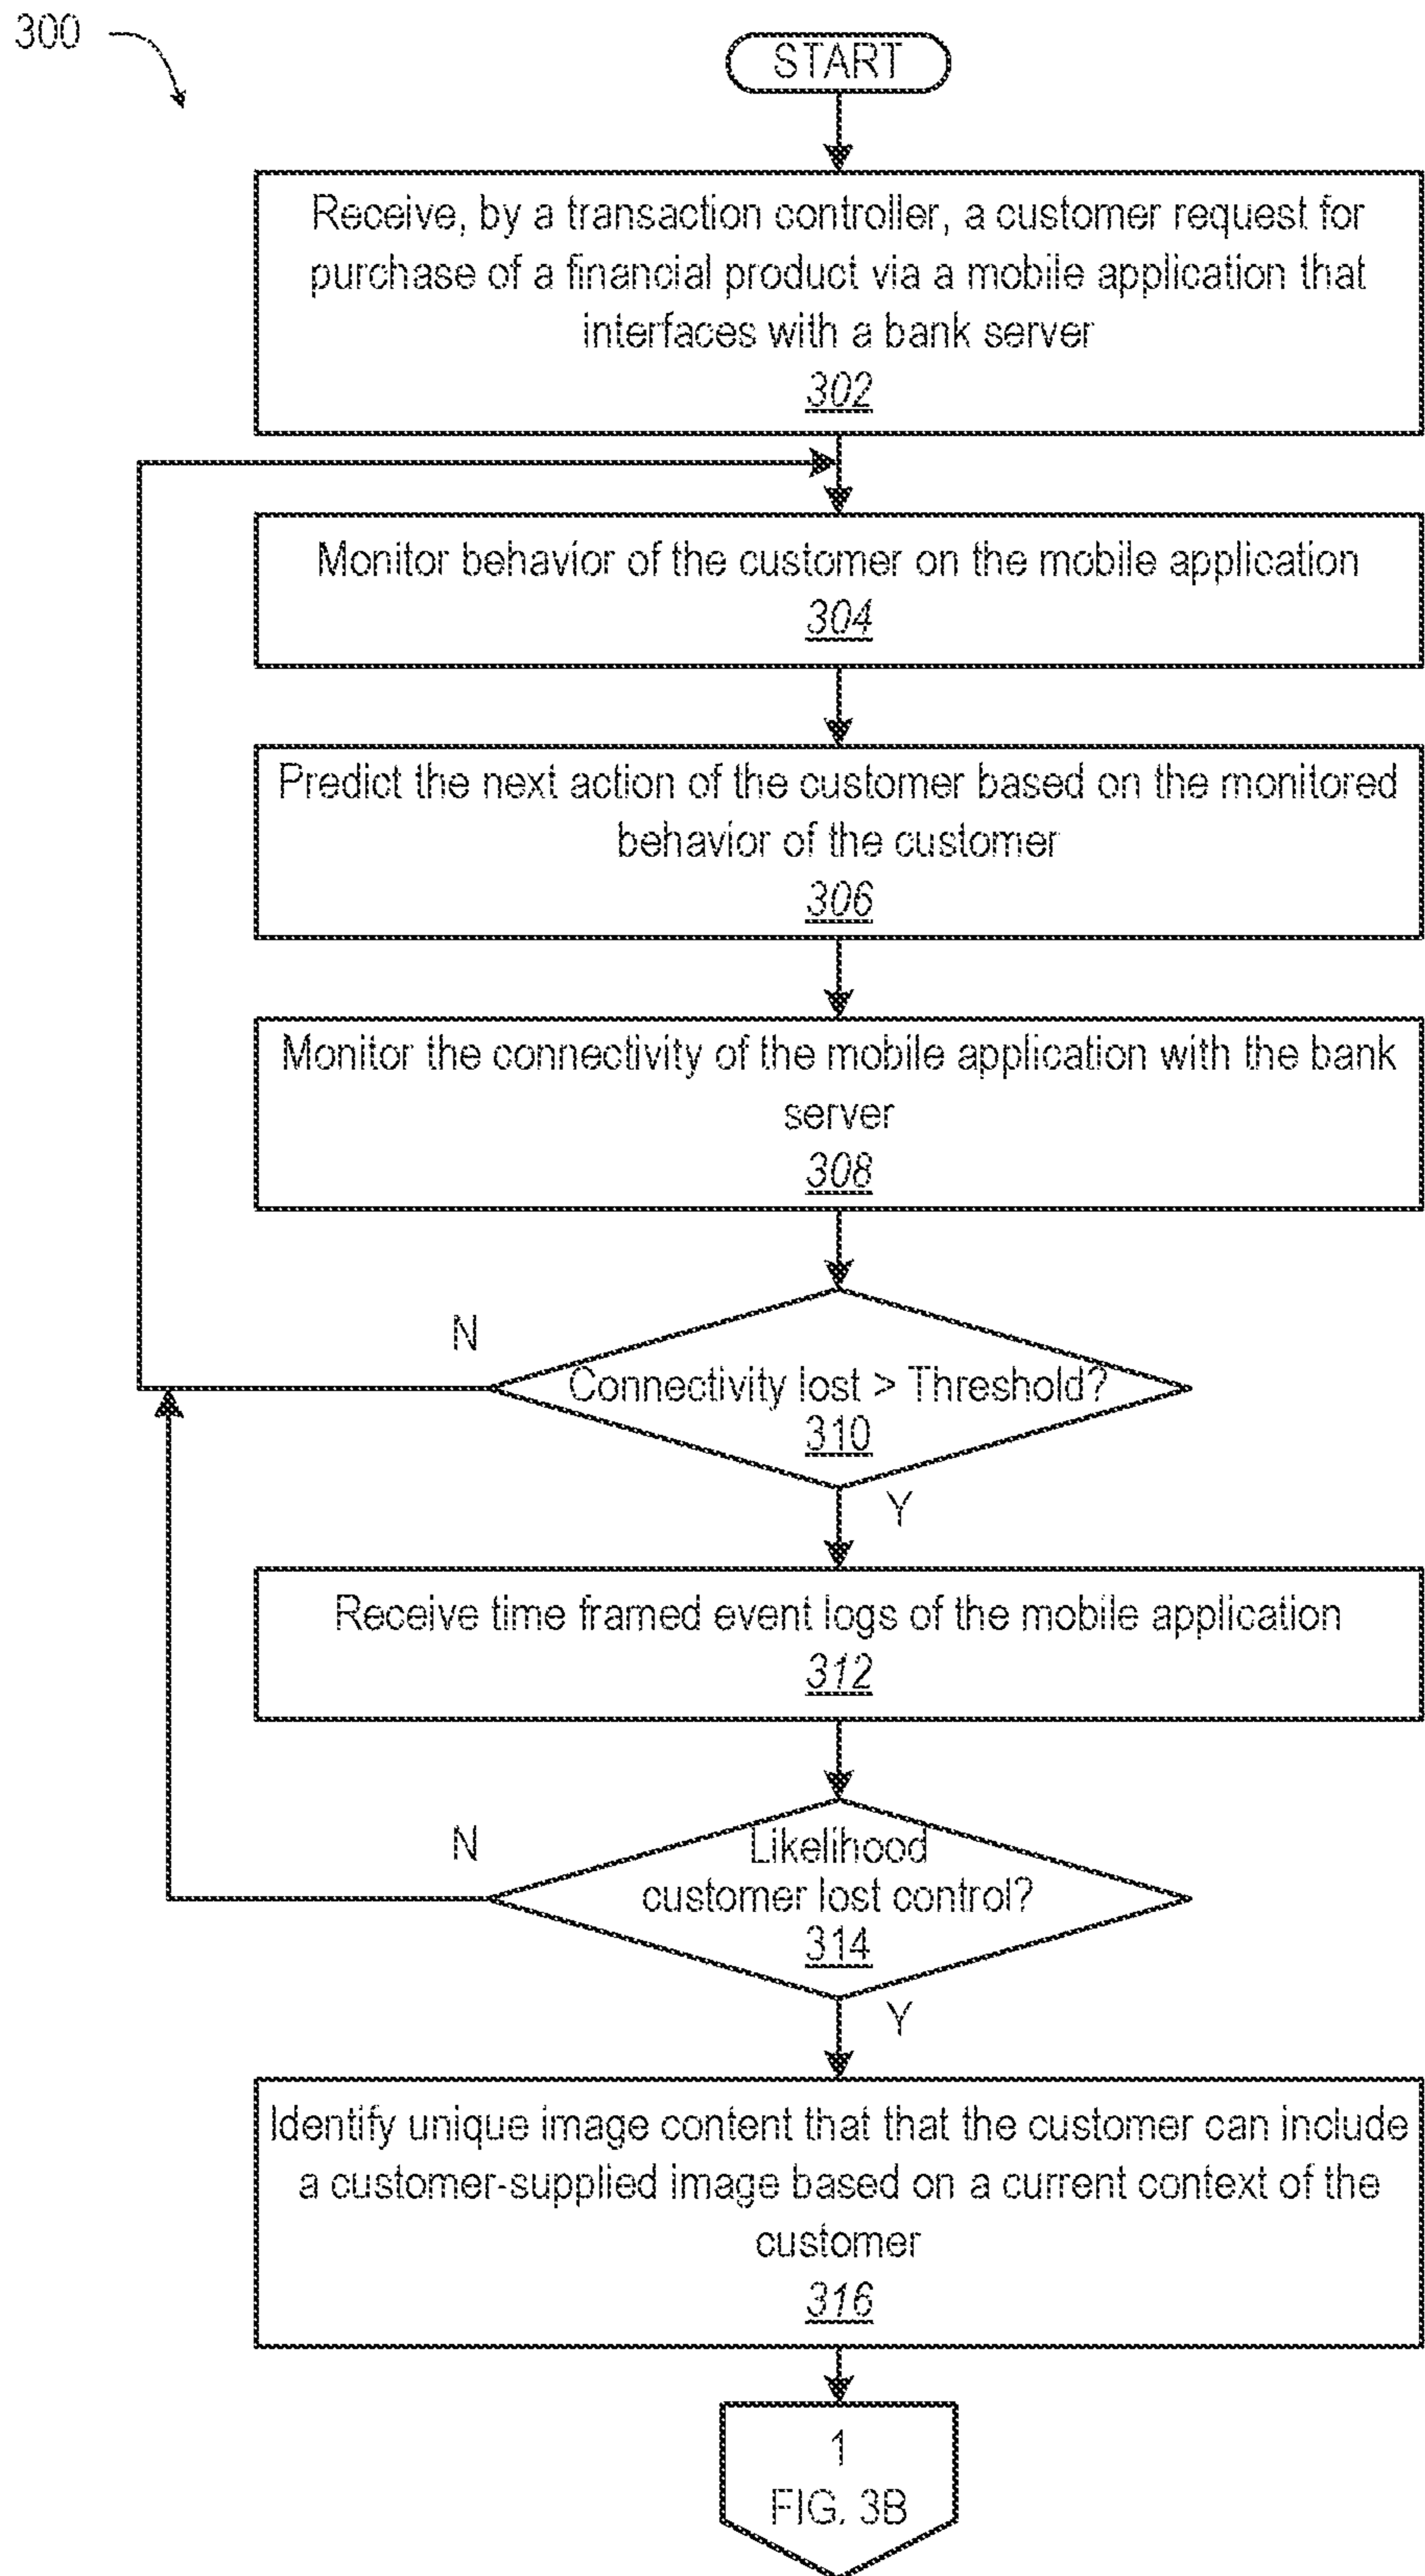 300
START
Receive, by a transaction controller, a customer request for
purchase of a financial product via a mobile application that
interfaces with a bank server
302
Monitor behavior of the customer on the mobile application
304
Predict the next action of the customer based on the monitored
behavior of the customer
306
Monitor the connectivity of the mobile application with the bank
server
308
N
Connectivity lost > Threshold?
310
Y
Receive time framed event logs of the mobile application
312
N
Likelihood
customer lost control?
314
Y
Identify unique image content that that the customer can include
a customer-supplied image based on a current context of the
customer
316
1
FIG. 3B